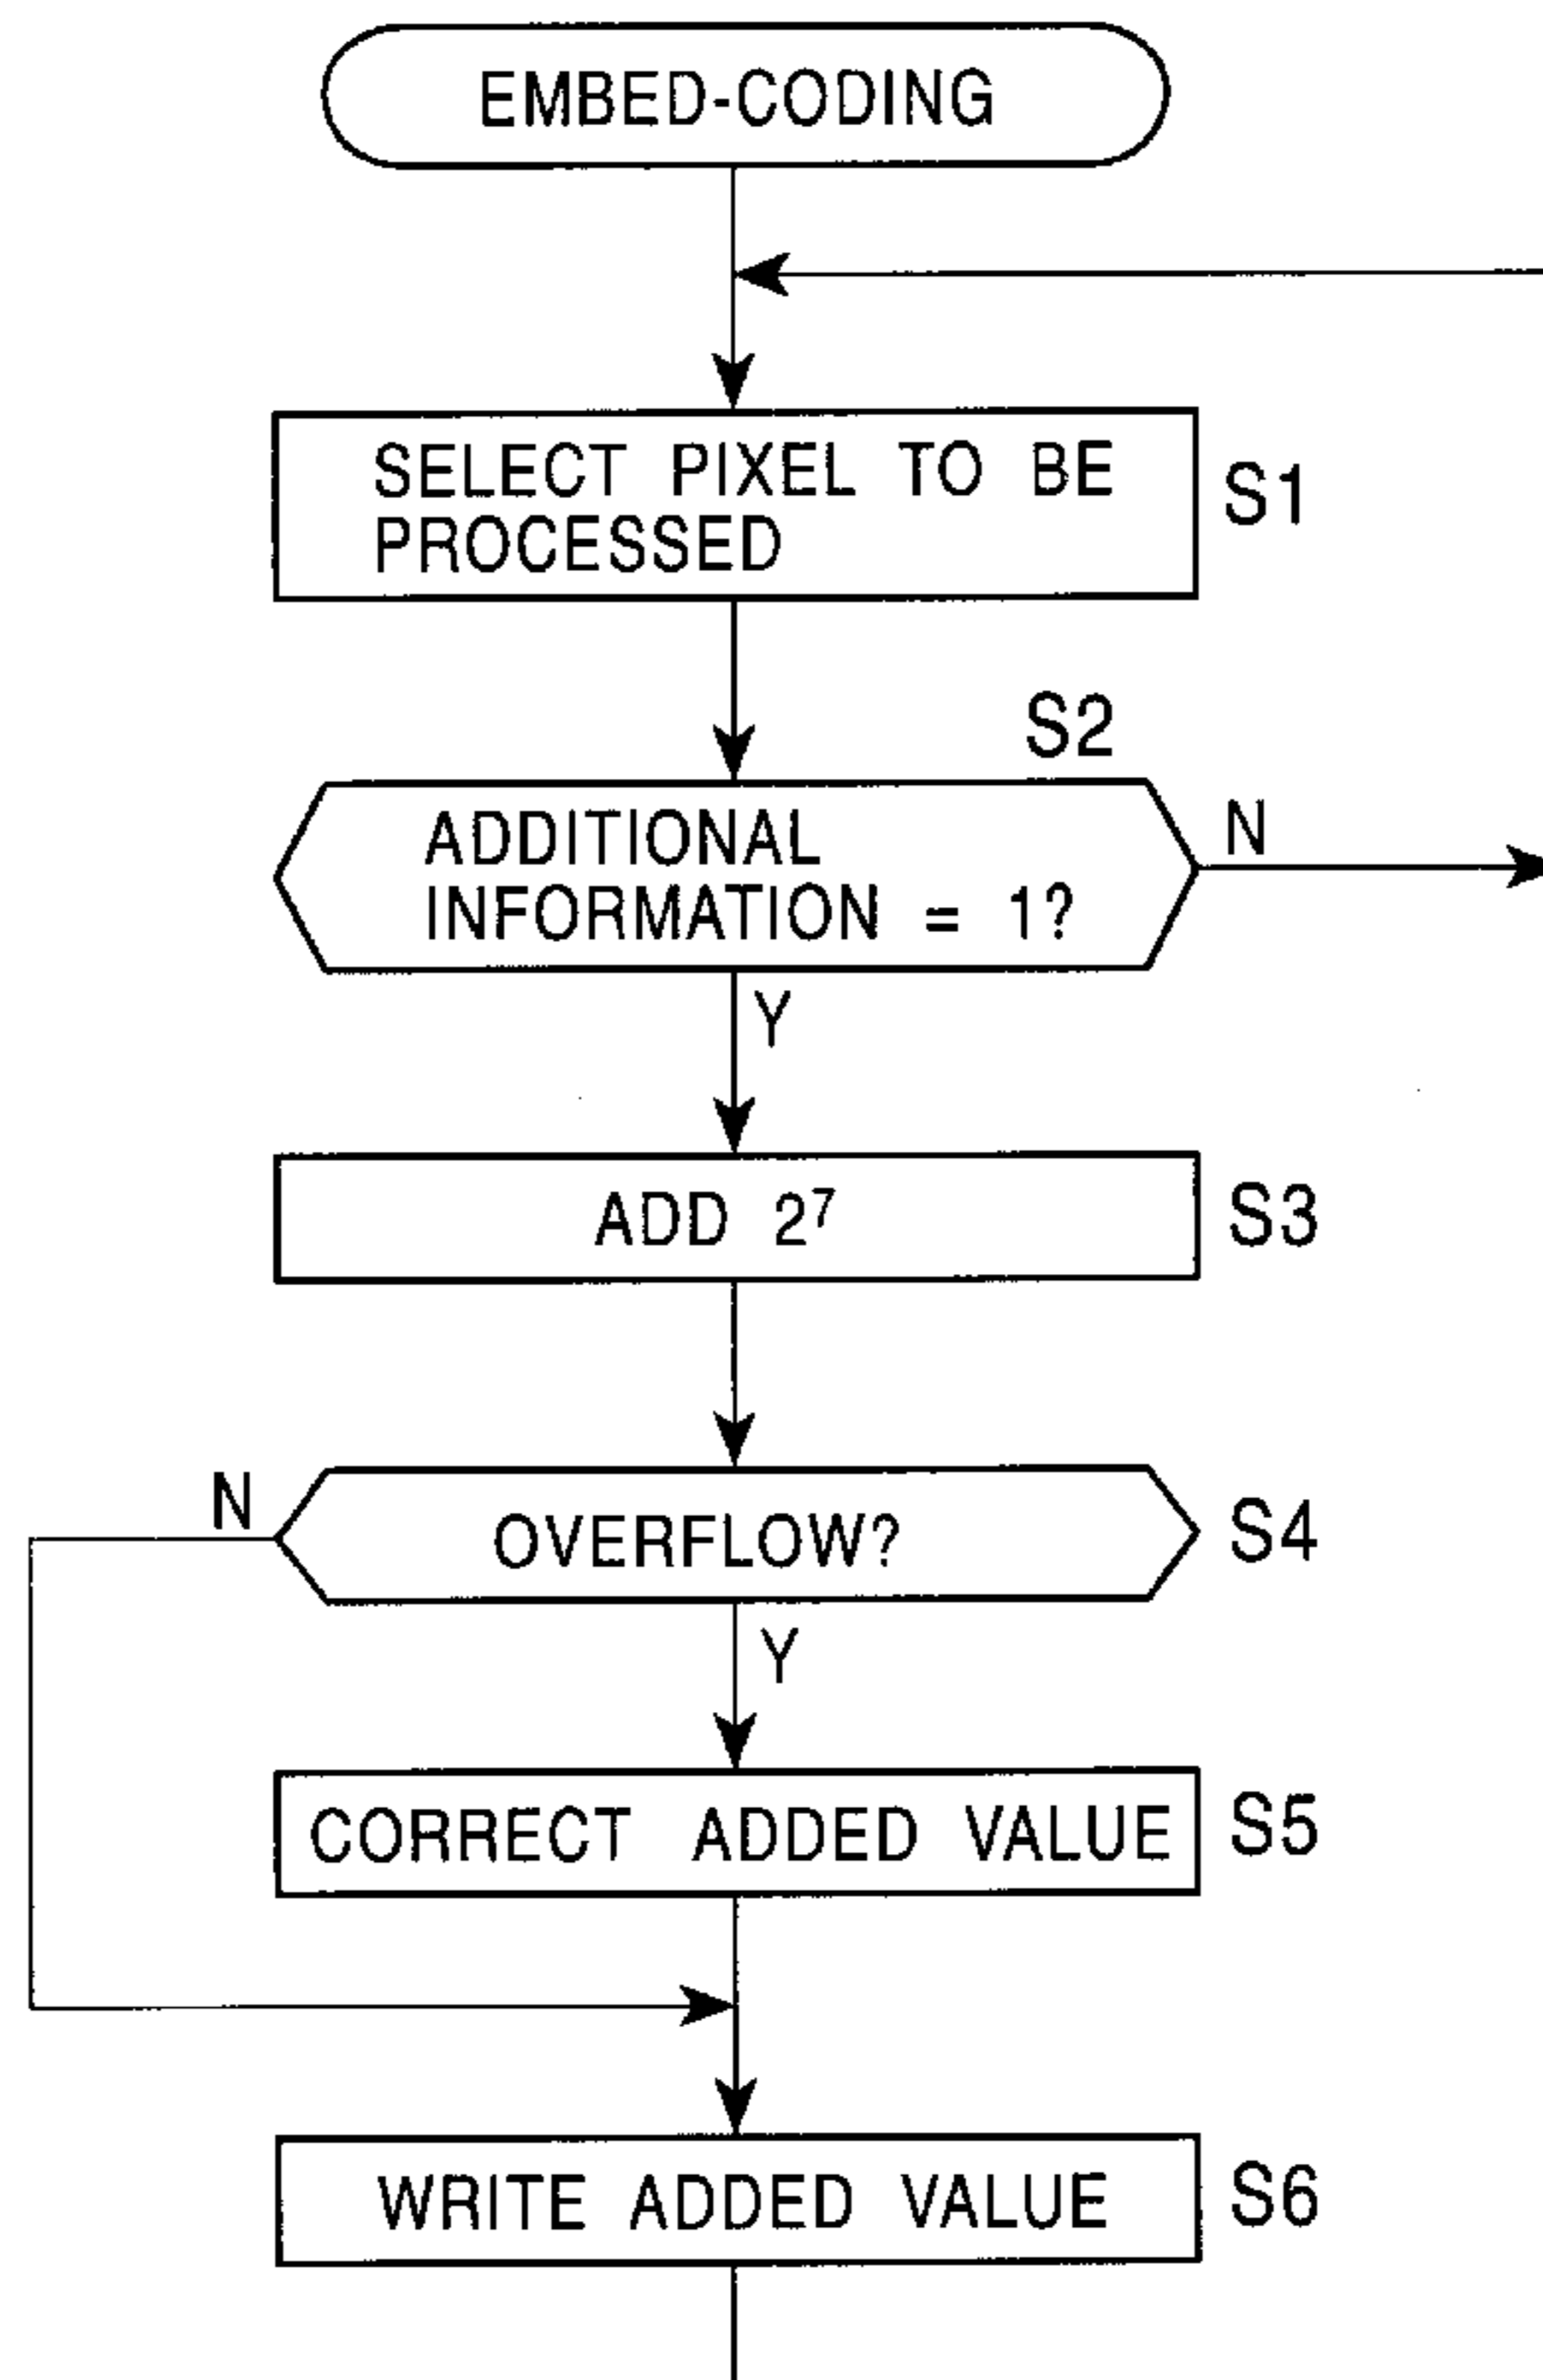 EMBED-CODING
SELECT PIXEL TO BE
PROCESSED
S1
S2
ADDITIONAL
INFORMATION = 1?
N
Y
ADD 2⁷
S3
N
OVERFLOW?
S4
Y
CORRECT ADDED VALUE
S5
WRITE ADDED VALUE
S6